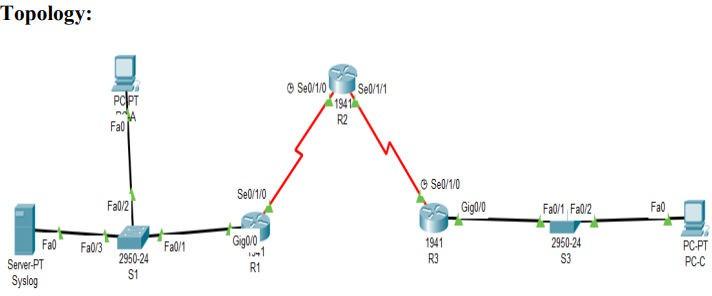 Topology:
PC-PT
Fa0
Se0/1/0
Se0/1/1
1941
R2
Se0/1/0
Se0/1/0
Fa0/2
Fa0
Fa0/3
Fa0/1
2950-24
S1
Server-PT
Syslog
Gig0/0
R1
Gig0/0
1941
R3
Fa0/1
Fa0/2
2950-24
S3
Fa0
PC-PT
PC-C